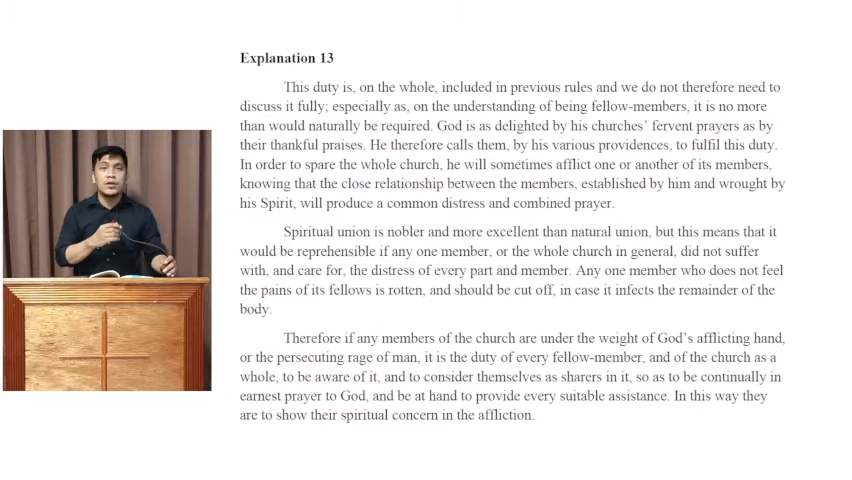 Explanation 13
This duty is, on the whole, included in previous rules and we do not therefore need to
discuss it fully; especially as, on the understanding of being fellow-members, it is no more
than would naturally be required. God is as delighted by his churches' fervent prayers as by
their thankful praises. He therefore calls them, by his various providences, to fulfil this duty.
In order to spare the whole church, he will sometimes afflict one or another of its members,
knowing that the close relationship between the members, established by him and wrought by
his Spirit, will produce a common distress and combined prayer.
Spiritual union is nobler and more excellent than natural union, but this means that it
would be reprehensible if any one member, or the whole church in general, did not suffer
with, and care for, the distress of every part and member. Any one member who does not feel
the pains of its fellows is rotten, and should be cut off, in case it infects the remainder of the
body.
Therefore if any members of the church are under the weight of God's afflicting hand,
or the persecuting rage of man, it is the duty of every fellow-member, and of the church as a
whole, to be aware of it, and to consider themselves as sharers in it, so as to be continually in
earnest prayer to God, and be at hand to provide every suitable assistance. In this way they
are to show their spiritual concern in the affliction.